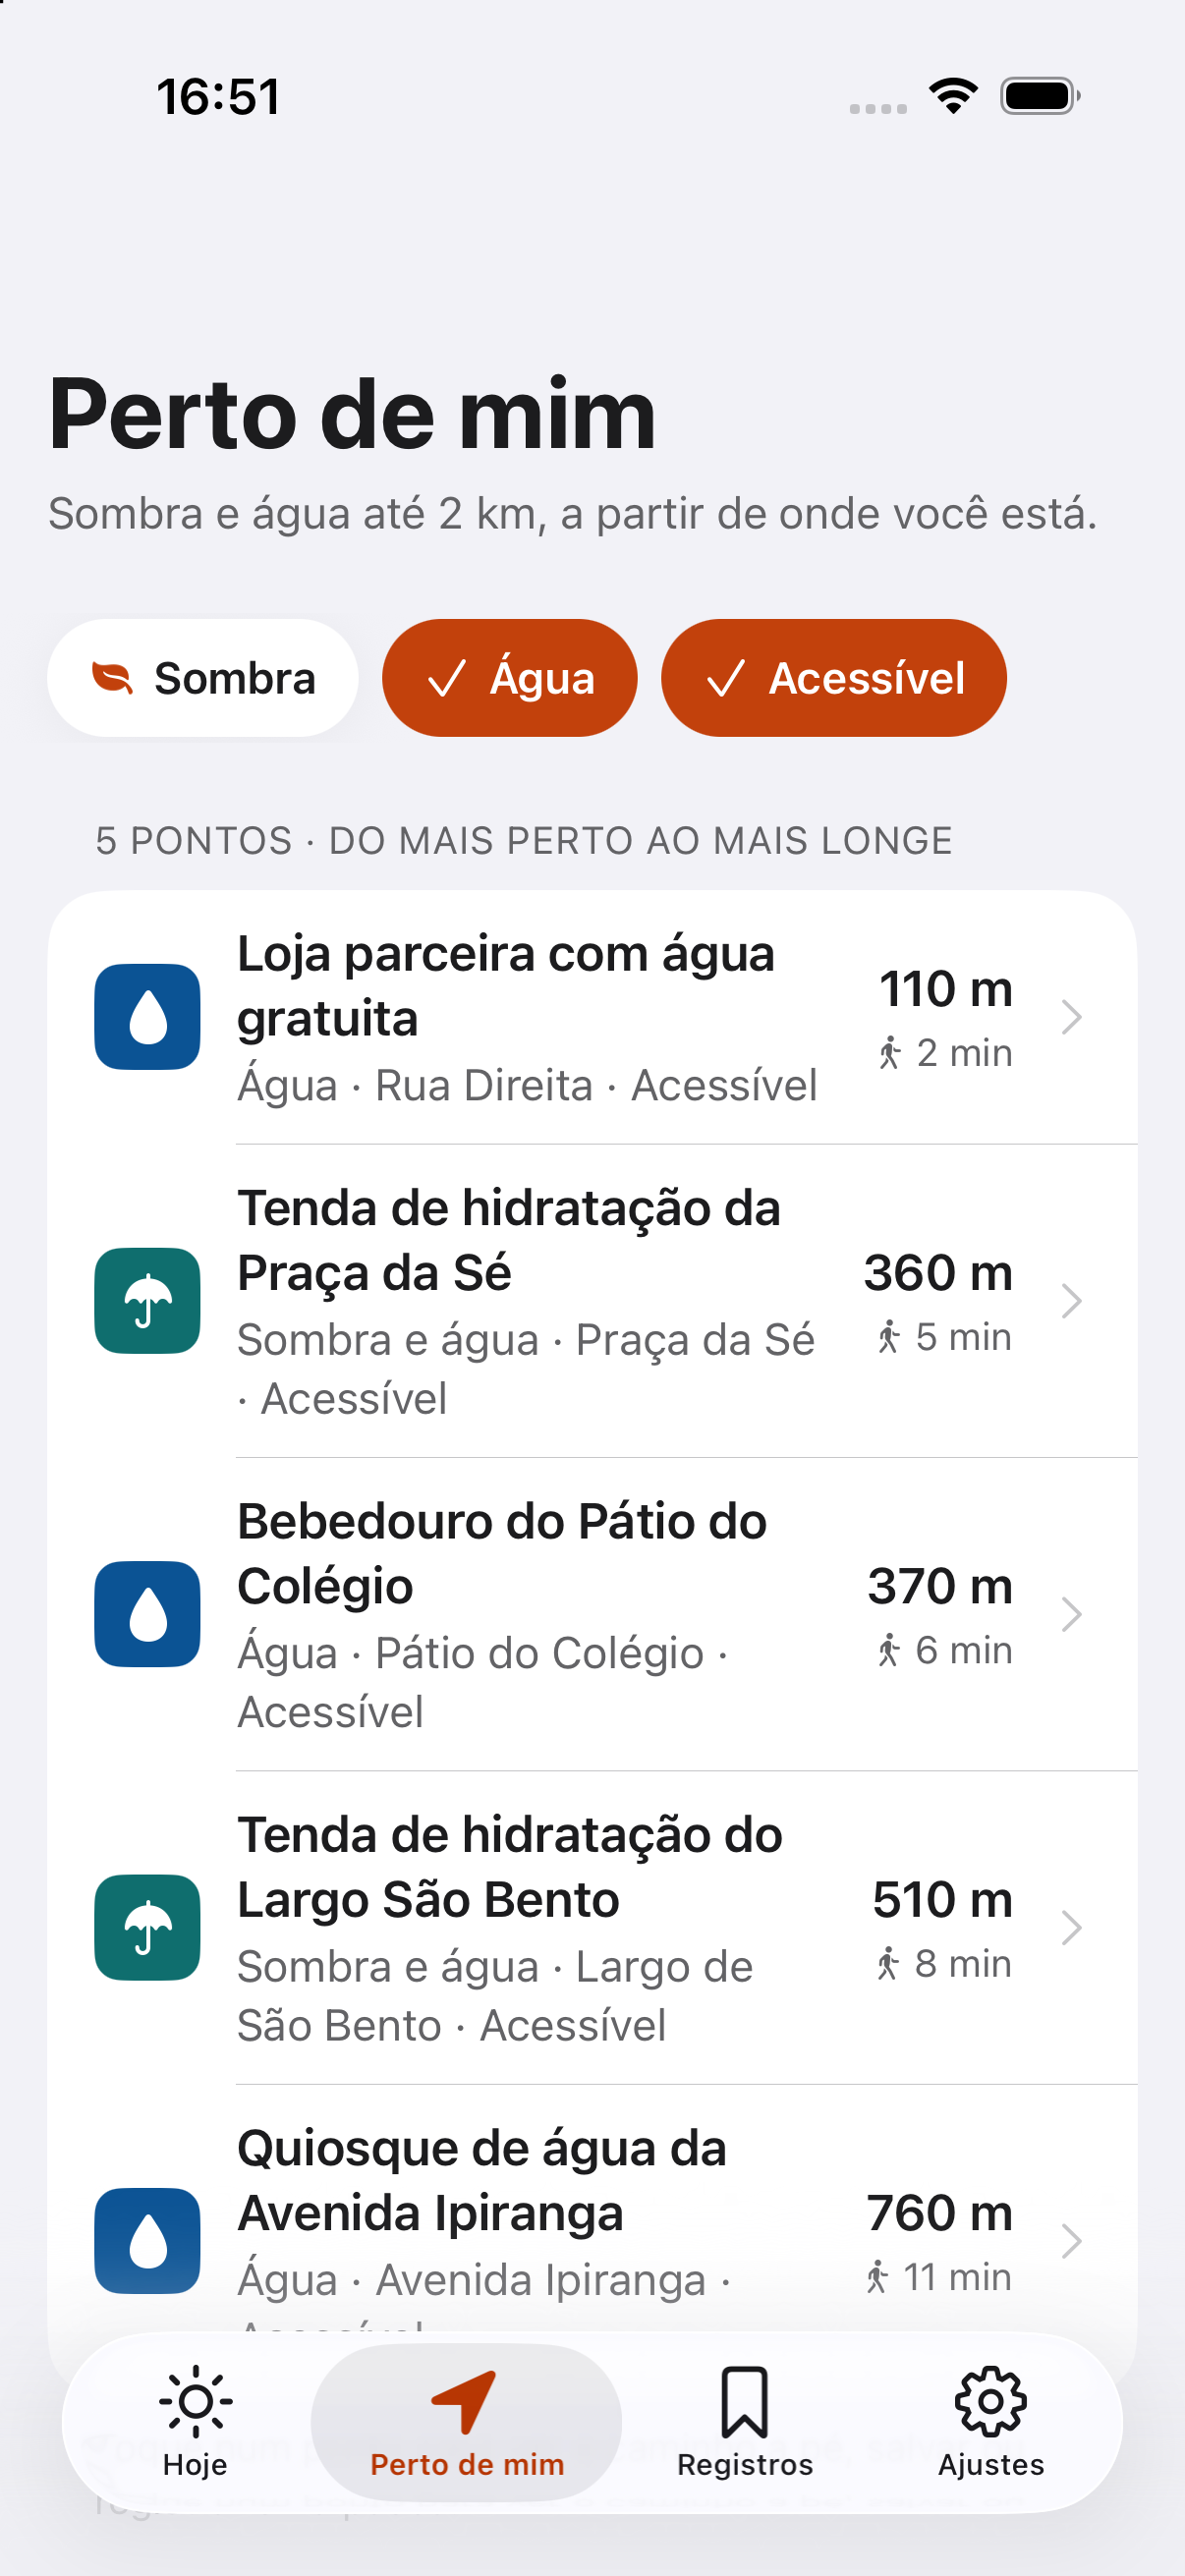 16:51
Perto de mim
Sombra e água até 2 km, a partir de onde você está.
Sombra
Água
Acessível
5 PONTOS · DO MAIS PERTO AO MAIS LONGE
Loja parceira com água
gratuita
Água · Rua Direita · Acessível
110 m
2 min
Tenda de hidratação da
Praça da Sé
Sombra e água · Praça da Sé
· Acessível
360 m
5 min
Bebedouro do Pátio do
Colégio
Água · Pátio do Colégio ·
Acessível
370 m
6 min
Tenda de hidratação do
Largo São Bento
Sombra e água · Largo de
São Bento · Acessível
510 m
8 min
Quiosque de água da
Avenida Ipiranga
Água · Avenida Ipiranga ·
760 m
11 min
Hoje
Perto de mim
Registros
Ajustes